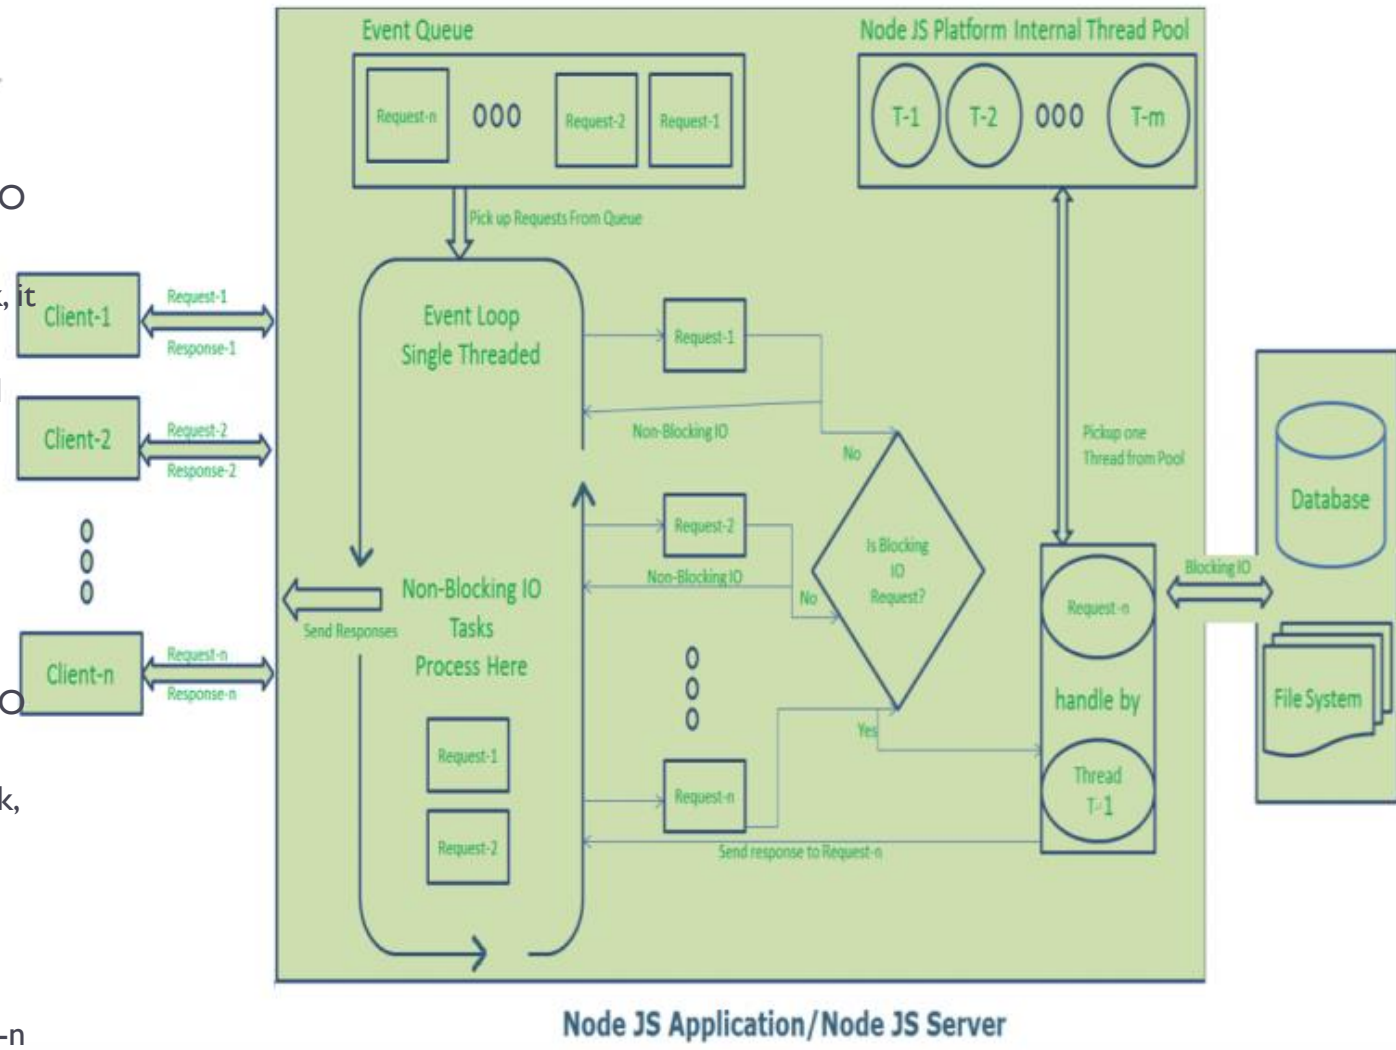 Event Queue
Node JS Platform Internal Thread Pool
Request-n
000
Request-2
Request-1
T-1
T-2
000
T-m
O
Pick up Requests From Queue
k, it
Client-1
Request-1
Response-1
Event Loop
Single Threaded
Request-1
Client-2
Request-2
Response-2
Non-Blocking IO
No
Pickup one
Thread from Pool
Database
Request-2
Is Blocking
IO
Request?
Non-Blocking IO
No
Blocking IO
Non-Blocking IO
Tasks
Process Here
Request-n
Send Responses
Client-n
Request-n
Response-n
O
handle by
File System
Yes
Request-1
Request-n
Thread
T-1
k,
Request-2
Send response to Request-n
Node JS Application/Node JS Server
-n